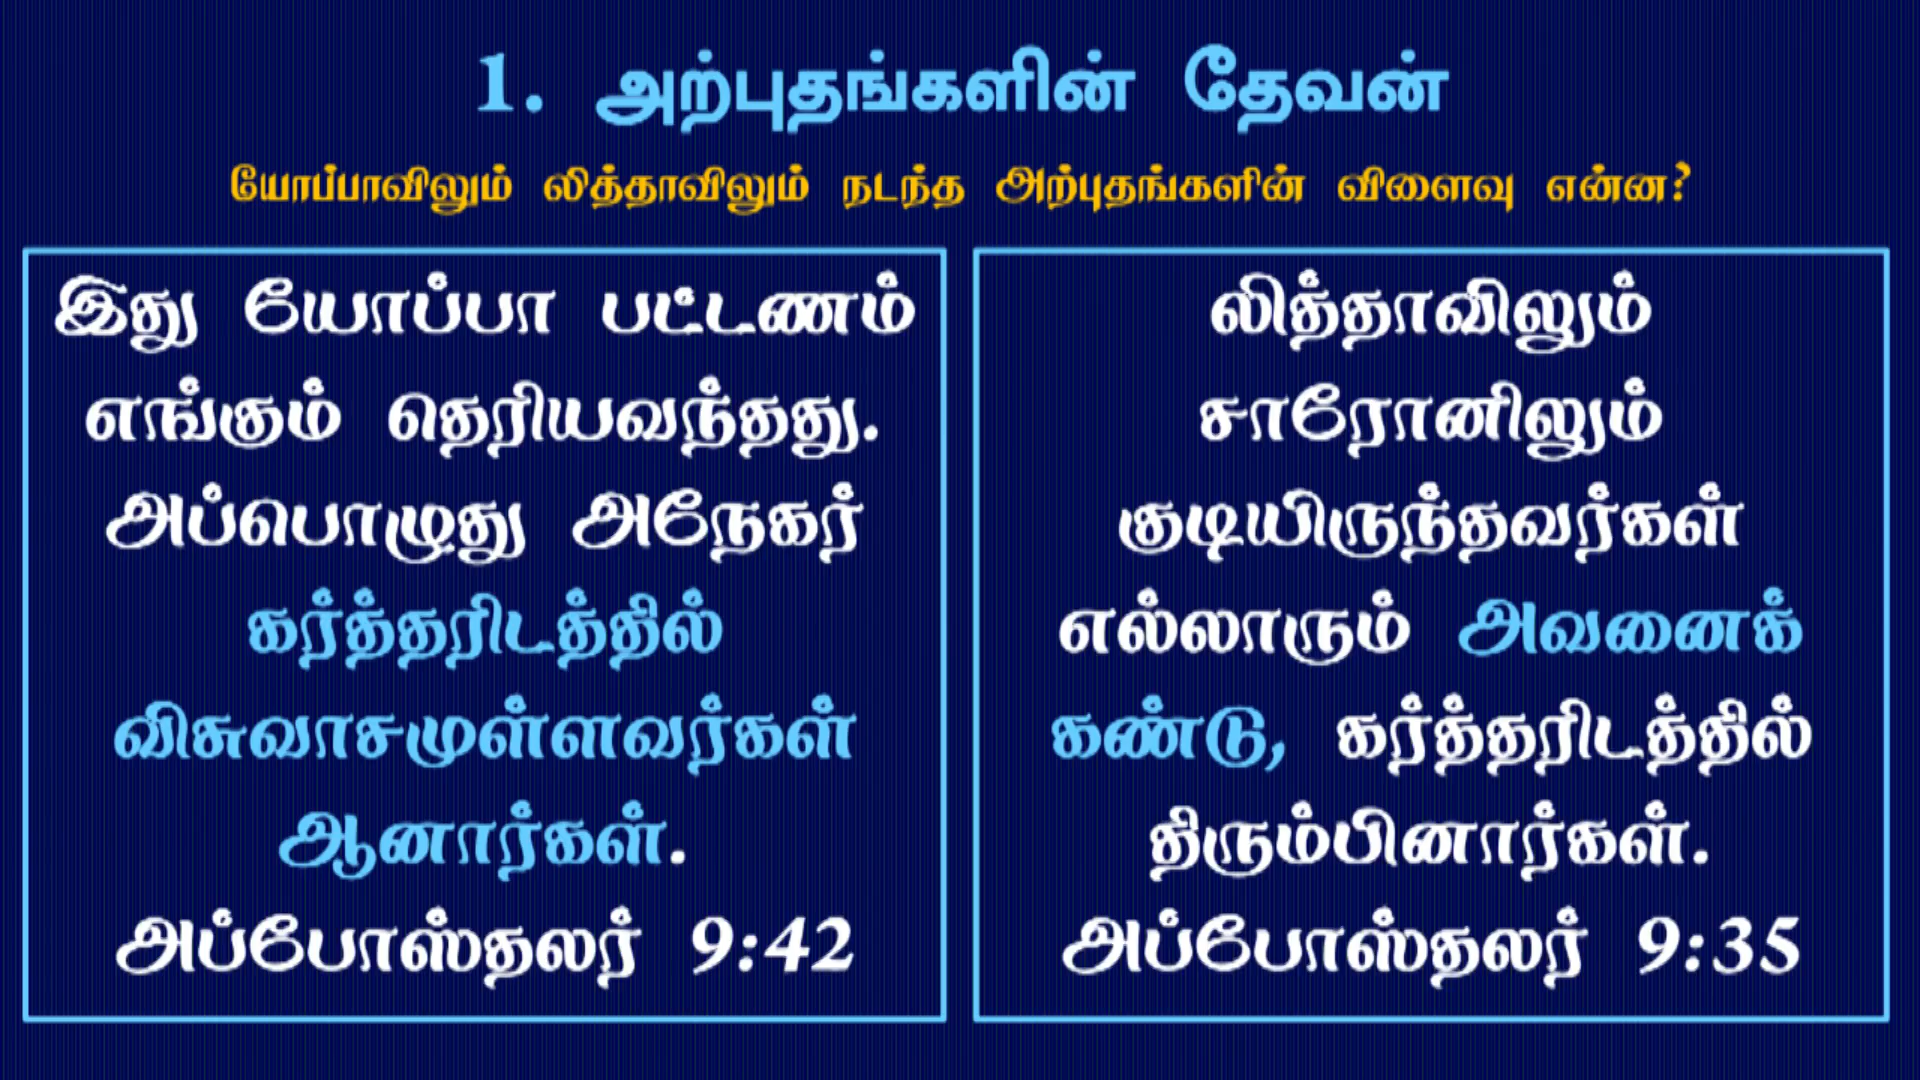 1. அற்புதங்களின் தேவன்
யோப்பாவிலும் லித்தாவிலும் நடந்த அற்புதங்களின் விளைவு என்ன?
இது யோப்பா பட்டணம்
எங்கும் தெரியவந்தது.
அப்பொழுது அநேகர்
கர்த்தரிடத்தில்
விசுவாசமுள்ளவர்கள்
ஆனார்கள்.
அப்போஸ்தலர் 9:42
லித்தாவிலும்
சாரோனிலும்
குடியிருந்தவர்கள்
எல்லாரும் அவனைக்
கண்டு, கர்த்தரிடத்தில்
திரும்பினார்கள்.
அப்போஸ்தலர் 9:35